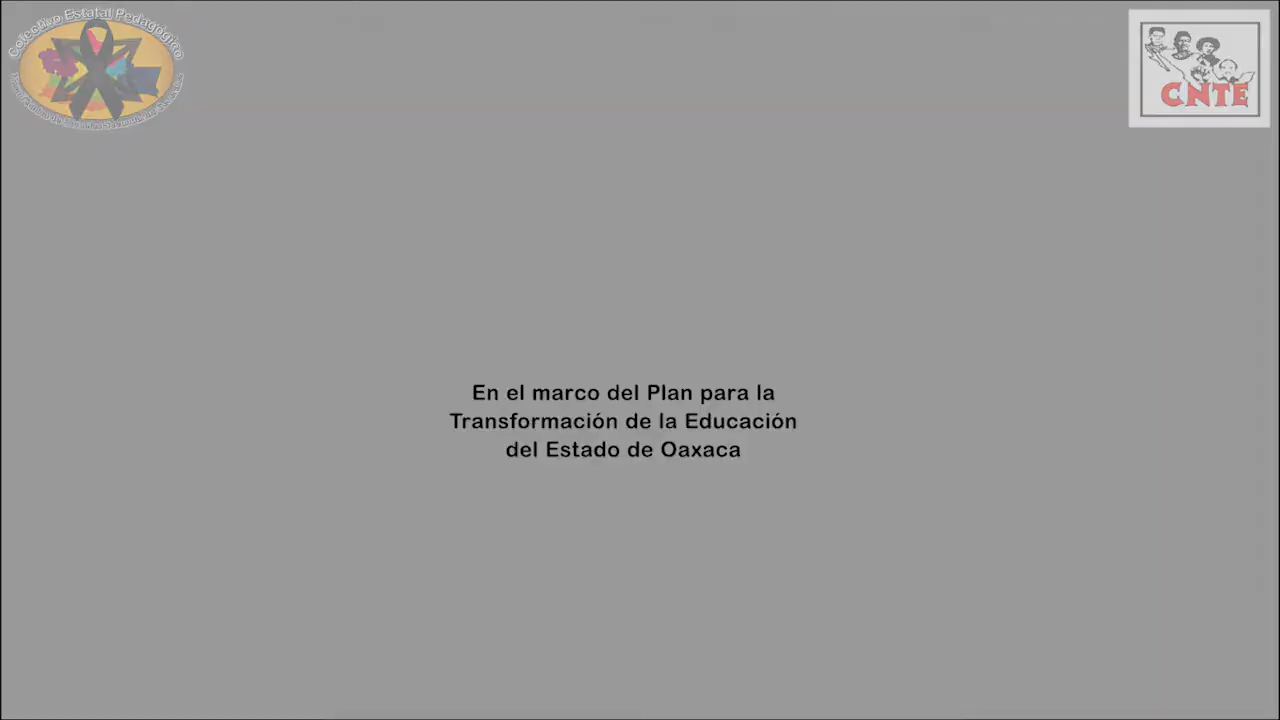 Colectivo Estatal Pedagógico
CNTE
En el marco del Plan para la
Transformación de la Educación
del Estado de Oaxaca